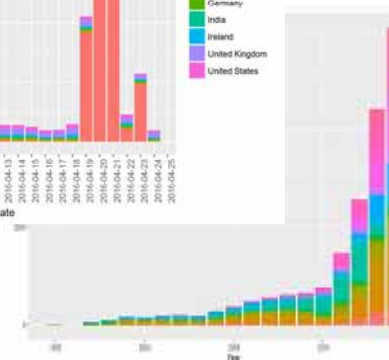 Germany
India
Ireland
United Kingdom
United States
2016-04-13
2016-04-14
2016-04-15
2016-04-16
2016-04-17
2016-04-18
2016-04-19
2016-04-20
2016-04-21
2016-04-22
2016-04-23
2016-04-24
2016-04-25
ate
Year